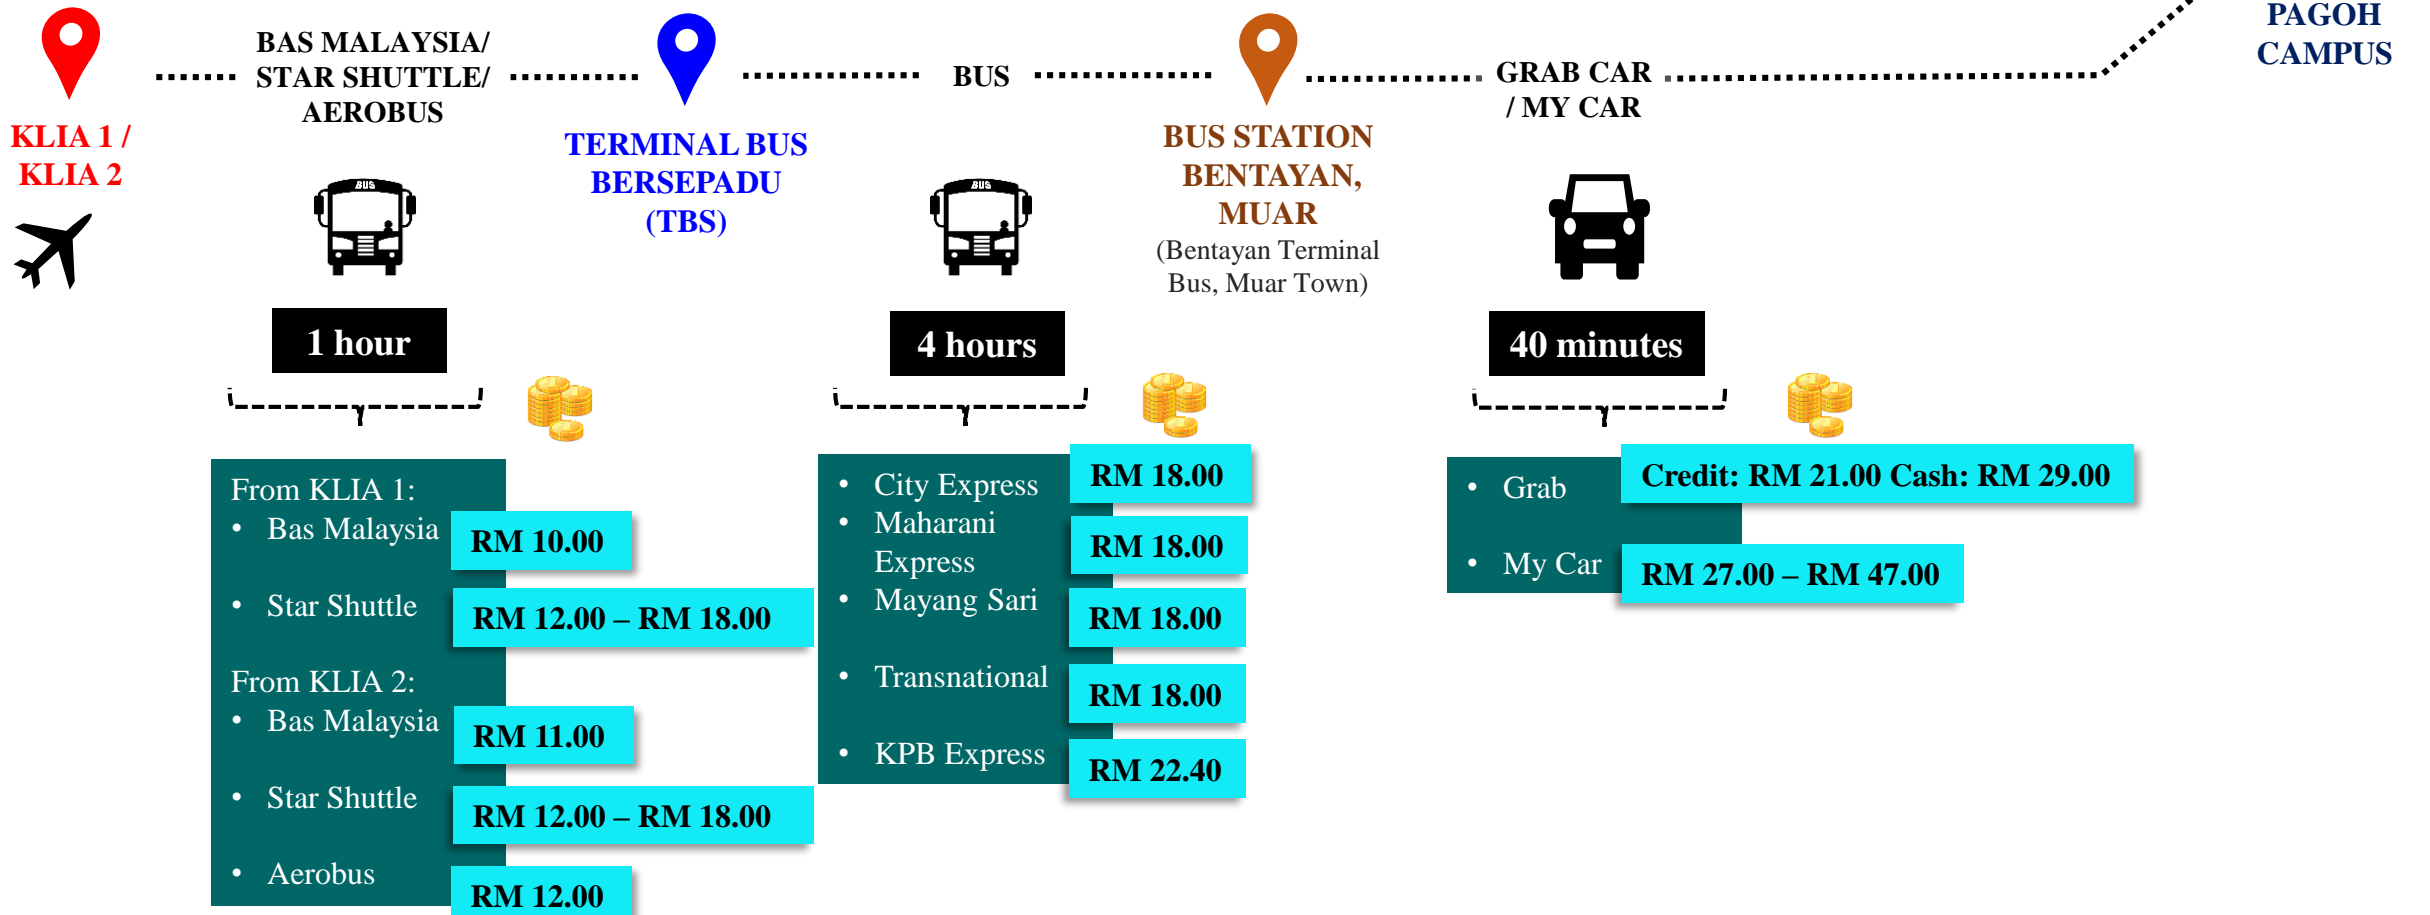 KLIA 1 /
KLIA 2
BAS MALAYSIA/
STAR SHUTTLE/
AEROBUS
BUS
1 hour
From KLIA 1:
• Bas Malaysia
RM 10.00
• Star Shuttle
RM 12.00 – RM 18.00
From KLIA 2:
• Bas Malaysia
RM 11.00
• Star Shuttle
RM 12.00 – RM 18.00
• Aerobus
RM 12.00
TERMINAL BUS
BERSEPADU
(TBS)
BUS
BUS
4 hours
• City Express
RM 18.00
• Maharani
Express
RM 18.00
• Mayang Sari
RM 18.00
• Transnational
RM 18.00
• KPB Express
RM 22.40
BUS STATION
BENTAYAN,
MUAR
(Bentayan Terminal
Bus, Muar Town)
GRAB CAR
/ MY CAR
40 minutes
• Grab
Credit: RM 21.00 Cash: RM 29.00
• My Car
RM 27.00 – RM 47.00
PAGOH
CAMPUS